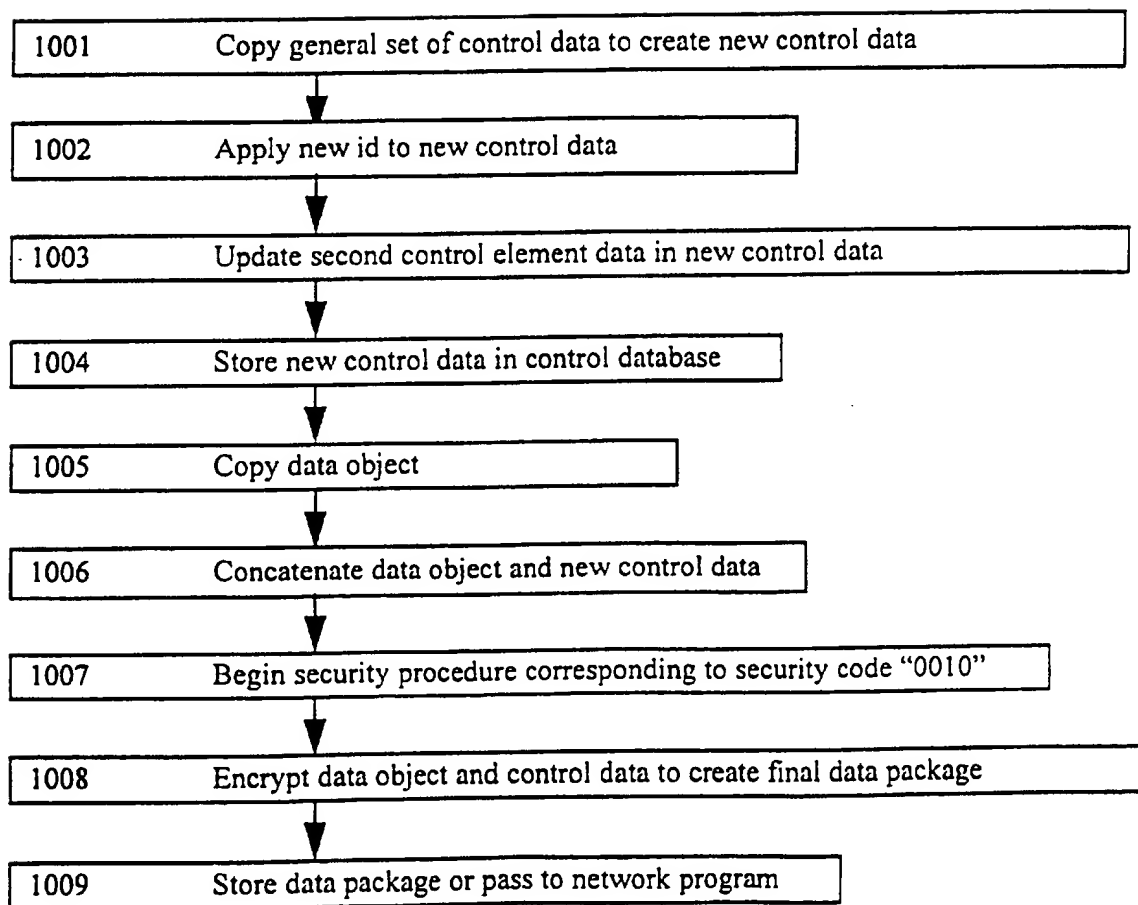 1001 Copy general set of control data to create new control data
1002 Apply new id to new control data
1003 Update second control element data in new control data
1004 Store new control data in control database
1005 Copy data object
1006 Concatenate data object and new control data
1007 Begin security procedure corresponding to security code “0010”
1008 Encrypt data object and control data to create final data package
1009 Store data package or pass to network program